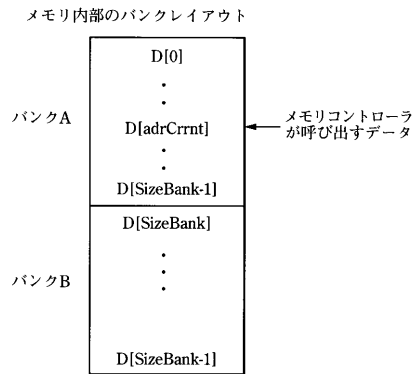 メモリ内部のバンクレイアウト
D[0]
バンクA
D[adrCrrnt]
メモリコントローラ
が呼び出すデータ
D[SizeBank-1]
D[SizeBank]
バンクB
D[SizeBank-1]